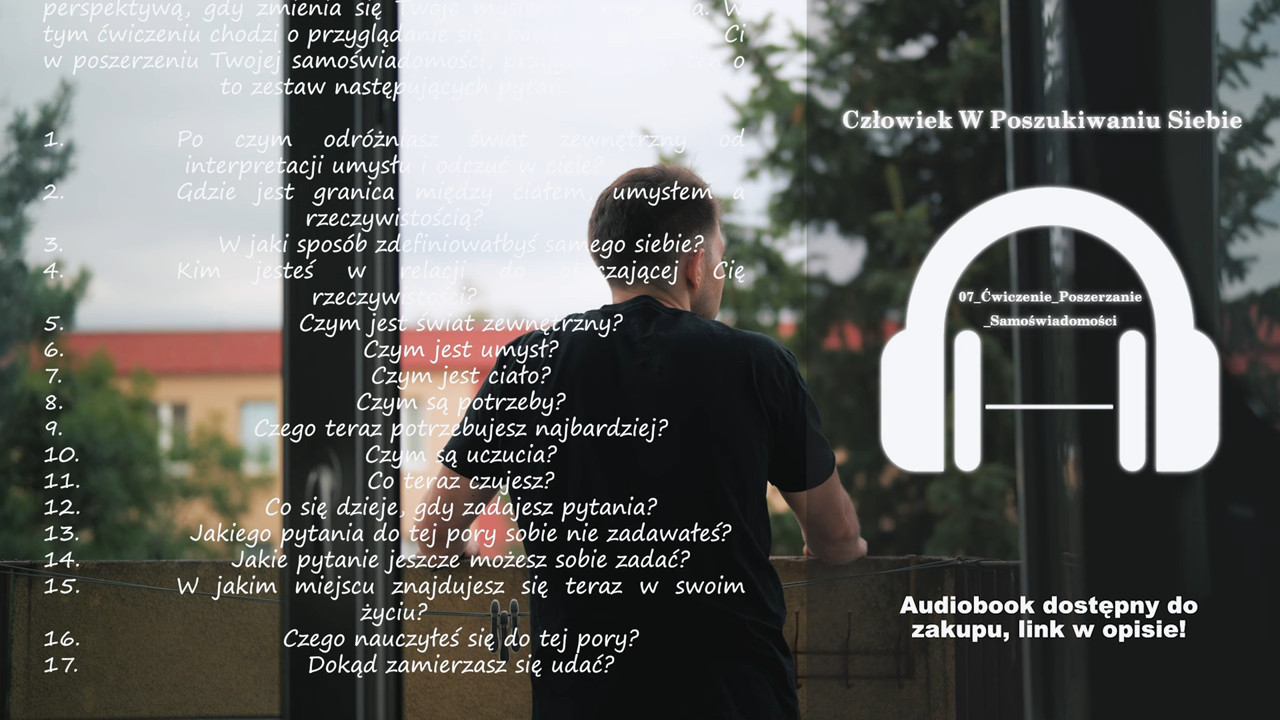 perspektywą, gdy zmienia się Twoje W
tym ćwiczeniu chodzi o przyglądanie się Ci
w poszerzeniu Twojej samoświadomości, o
to zestaw następujących pytań
1. Po czym odróżniasz świat zewnętrzny od
interpretacji umysłu i odczuć w ciele?
2. Gdzie jest granica między ciałem umysłem a
rzeczywistością?
3. W jaki sposób zdefiniowałbyś samego siebie?
4. Kim jesteś w relacji do otaczającej Cię
rzeczywistości?
5. Czym jest świat zewnętrzny?
6. Czym jest umysł?
7. Czym jest ciało?
8. Czym są potrzeby?
9. Czego teraz potrzebujesz najbardziej?
10. Czym są uczucia?
11. Co teraz czujesz?
12. Co się dzieje, gdy zadajesz pytania?
13. Jakiego pytania do tej pory sobie nie zadawałeś?
14. Jakie pytanie jeszcze możesz sobie zadać?
15. W jakim miejscu znajdujesz się teraz w swoim
życiu?
16. Czego nauczyłeś się do tej pory?
17. Dokąd zamierzasz się udać?
Człowiek W Poszukiwaniu Siebie
07_Ćwiczenie_Poszerzanie
_Samoświadomości
Audiobook dostępny do
zakupu, link w opisie!